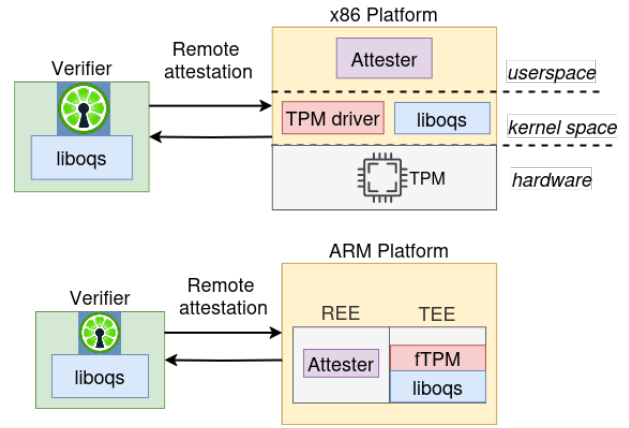 x86 Platform
Remote
attestation
Verifier
Attester
userspace
liboqs
TPM driver
liboqs
kernel space
TPM
hardware
ARM Platform
Remote
attestation
Verifier
REE
TEE
Attester
fTPM
liboqs
liboqs